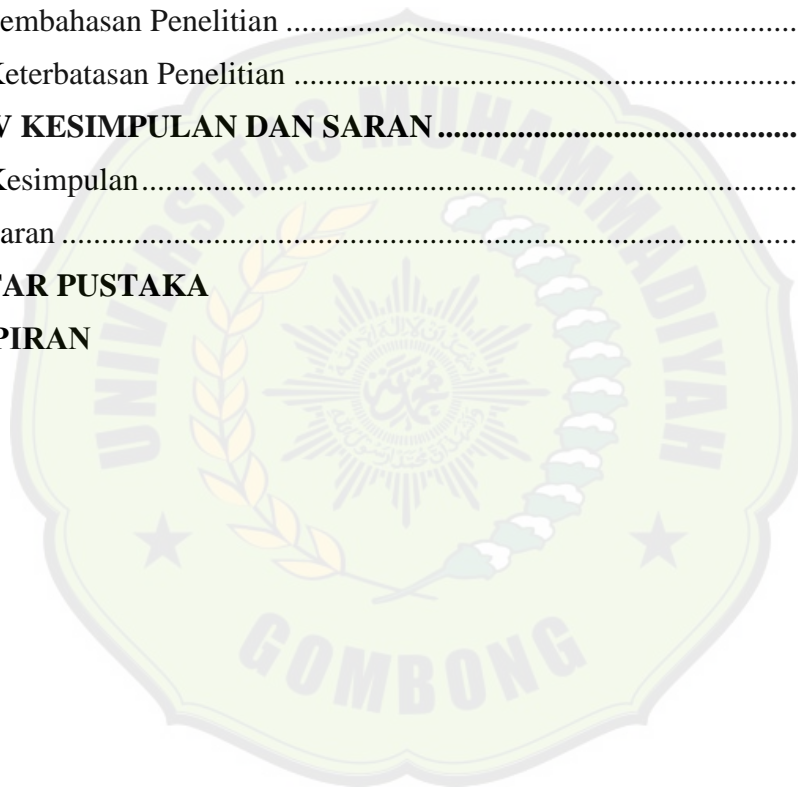 embahasan Penelitian ........................................................
Keterbatasan Penelitian .......................................................
V KESIMPULAN DAN SARAN ........................................
Kesimpulan ..........................................................................
aran ....................................................................................
TAR PUSTAKA
PIRAN
UNIVERSITAS MUHAMMADIYAH
GOMBONG